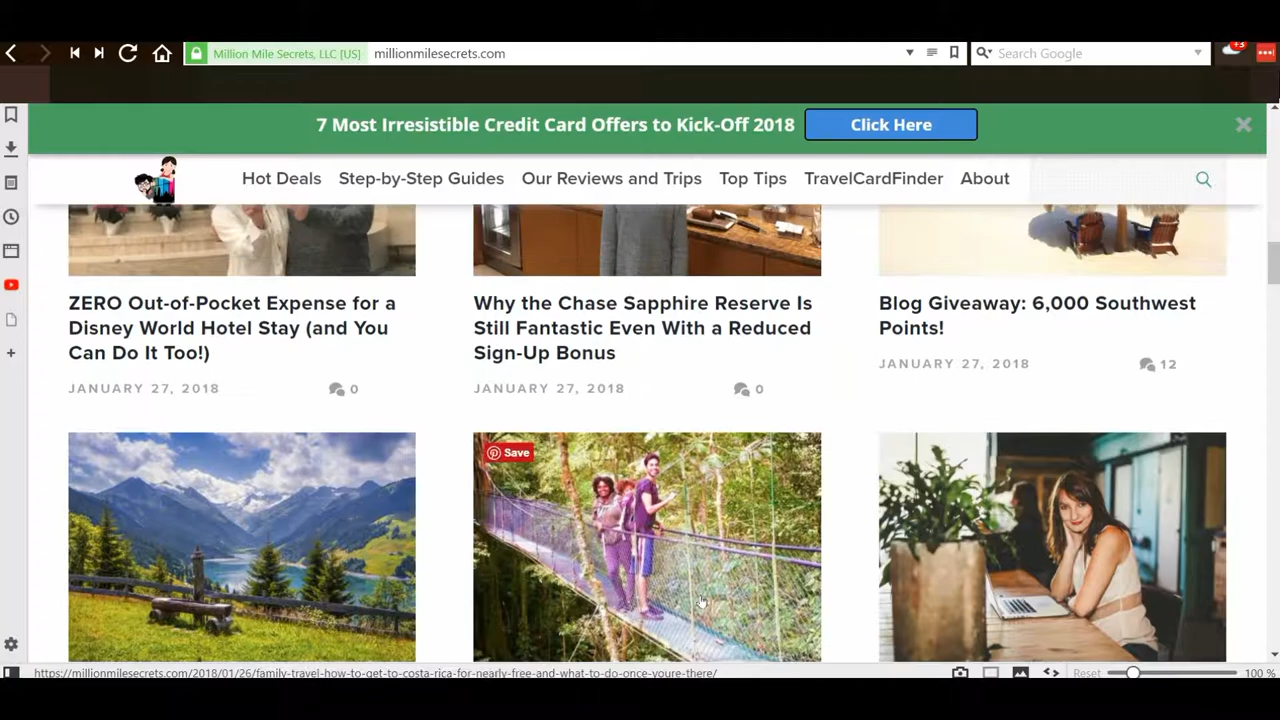 Million Mile Secrets, LLC [US] millionmilesecrets.com Search Google +3
7 Most Irresistible Credit Card Offers to Kick-Off 2018 Click Here
Hot Deals Step-by-Step Guides Our Reviews and Trips Top Tips TravelCardFinder About
ZERO Out-of-Pocket Expense for a
Disney World Hotel Stay (and You
Can Do It Too!)
JANUARY 27, 2018 0
Why the Chase Sapphire Reserve Is
Still Fantastic Even With a Reduced
Sign-Up Bonus
JANUARY 27, 2018 0
Blog Giveaway: 6,000 Southwest
Points!
JANUARY 27, 2018 12
Save
https://millionmilesecrets.com/2018/01/26/family-travel-how-to-get-to-costa-rica-for-nearly-free-and-what-to-do-once-youre-there/ Reset 100 %